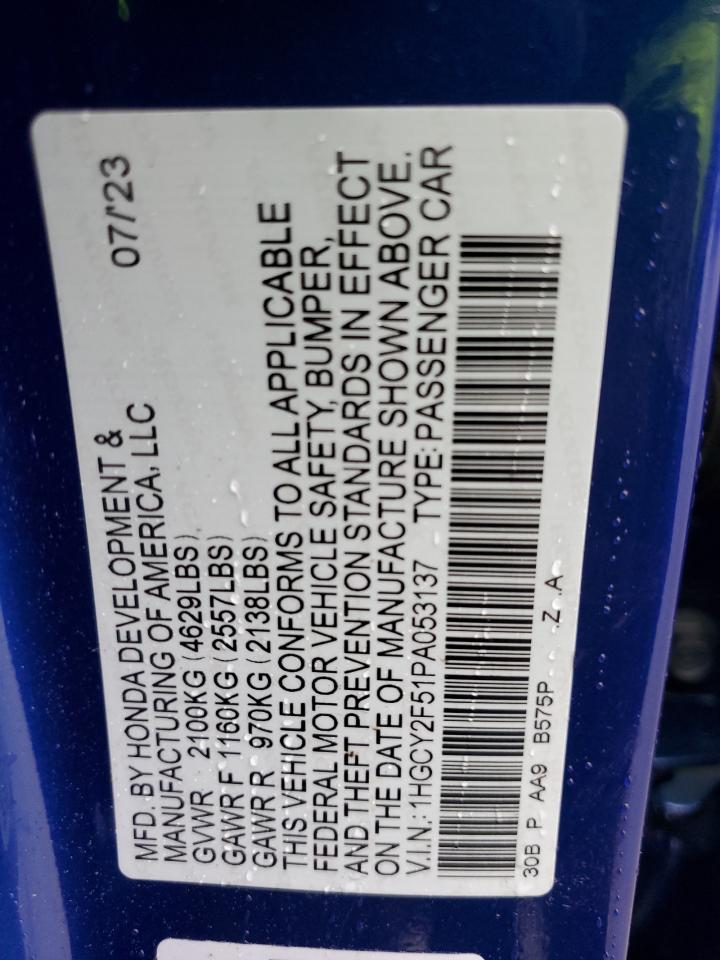 MFD. BY HONDA DEVELOPMENT & 07/'23
MANUFACTURING OF AMERICA, LLC
GVWR 2100KG (4629LBS)
GAWR F 1160KG (2557LBS)
GAWR R 970KG (2138LBS)
THIS VEHICLE CONFORMS TO ALL APPLICABLE
FEDERAL MOTOR VEHICLE SAFETY, BUMPER,
AND THEFT PREVENTION STANDARDS IN EFFECT
ON THE DATE OF MANUFACTURE SHOWN ABOVE.
V.I.N.: 1HGCY2F51PA053137 TYPE: PASSENGER CAR
30B P AA9 B575P Z .A